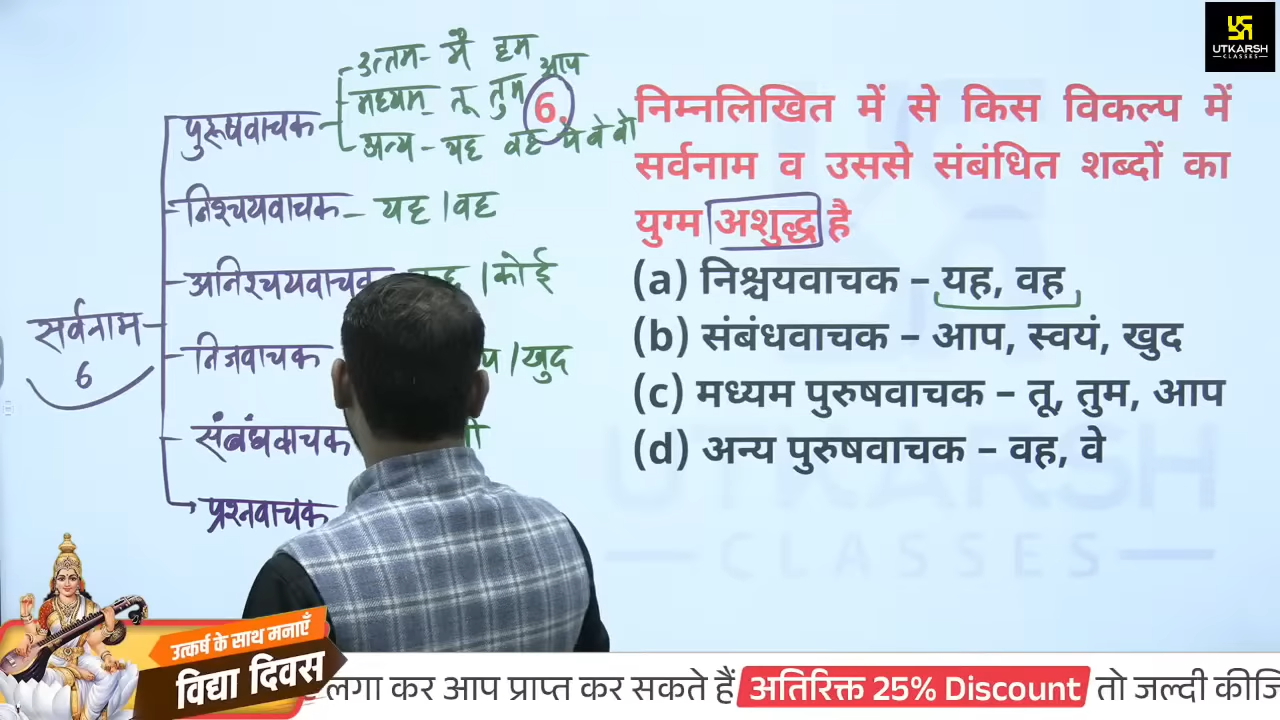 UTKARSH
CLASSES
सर्वनाम
6
पुरूषवाचक
उत्तम - मैं हम
मध्यम - तू तुम आप
अन्य - यह वह ये वे वो
निश्चयवाचक - यह । वह
अनिश्चयवाचक । कोई
निजवाचक । खुद
संबंधवाचक
प्रश्नवाचक
6. निम्नलिखित में से किस विकल्प में
सर्वनाम व उससे संबंधित शब्दों का
युग्म अशुद्ध है
(a) निश्चयवाचक – यह, वह
(b) संबंधवाचक – आप, स्वयं, खुद
(c) मध्यम पुरुषवाचक – तू, तुम, आप
(d) अन्य पुरुषवाचक – वह, वे
UTKARSH
CLASSES
उत्कर्ष के साथ मनाएँ
विद्या दिवस
लगा कर आप प्राप्त कर सकते हैं अतिरिक्त 25% Discount तो जल्दी